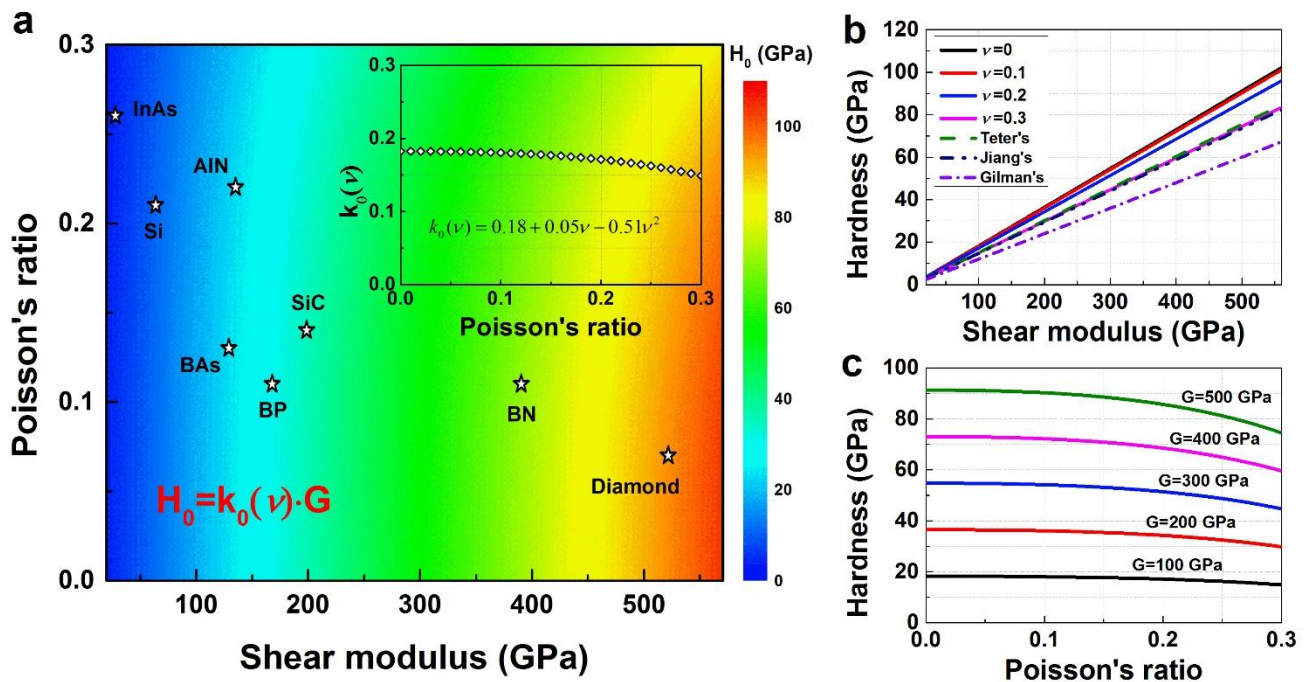 a
Poisson's ratio
0.3
0.2
0.1
0.0
100
200
300
400
500
Shear modulus (GPa)
InAs
AlN
Si
SiC
BAs
BP
BN
Diamond
H₀=k₀(ν)·G
k₀(ν)
0.3
0.2
0.1
0.0
k₀(ν) = 0.18 + 0.05ν − 0.51ν²
0.0
0.1
0.2
0.3
Poisson's ratio
H₀ (GPa)
100
80
60
40
20
0
b
Hardness (GPa)
120
100
80
60
40
20
0
ν=0
ν=0.1
ν=0.2
ν=0.3
Teter's
Jiang's
Gilman's
100
200
300
400
500
Shear modulus (GPa)
c
Hardness (GPa)
100
80
60
40
20
0
G=500 GPa
G=400 GPa
G=300 GPa
G=200 GPa
G=100 GPa
0.0
0.1
0.2
0.3
Poisson's ratio